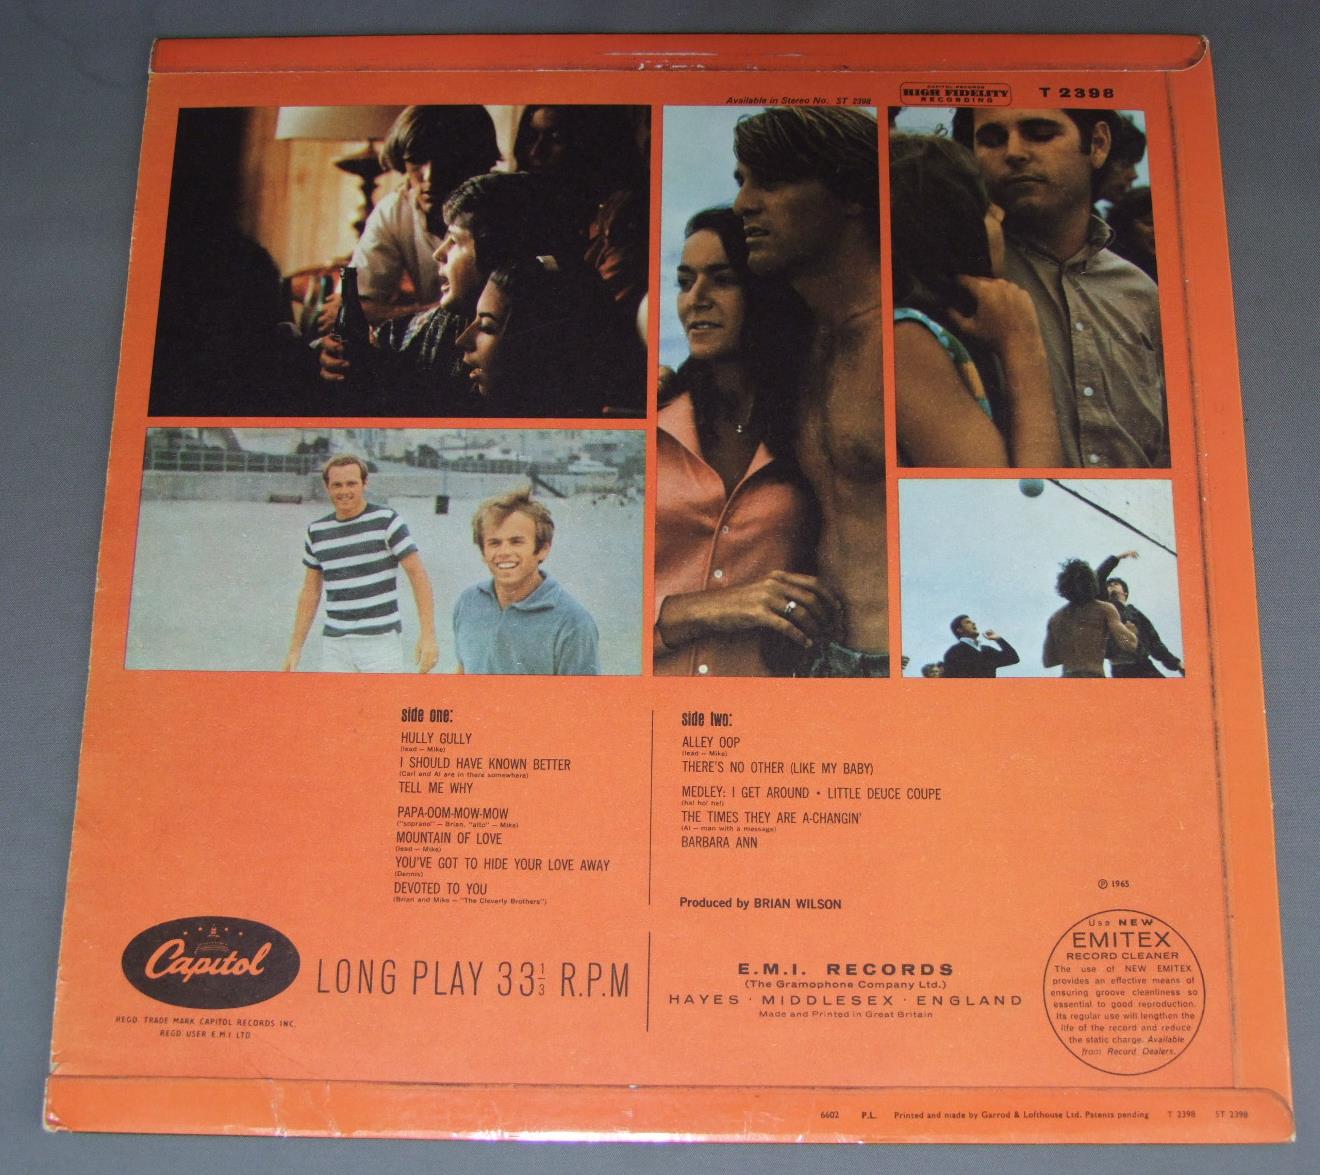 Available in Stereo No. ST 2398
CAPITOL RECORDS
HIGH FIDELITY
RECORDING
T 2398
side one:
HULLY GULLY
(lead – Mike)
I SHOULD HAVE KNOWN BETTER
(Carl and Al are in there somewhere)
TELL ME WHY
PAPA-OOM-MOW-MOW
("soprano" – Brian, "alto" – Mike)
MOUNTAIN OF LOVE
(lead – Mike)
YOU'VE GOT TO HIDE YOUR LOVE AWAY
(Dennis)
DEVOTED TO YOU
(Brian and Mike – "The Cleverly Brothers")
side two:
ALLEY OOP
(lead – Mike)
THERE'S NO OTHER (LIKE MY BABY)
MEDLEY: I GET AROUND • LITTLE DEUCE COUPE
(ha! ho! he!)
THE TIMES THEY ARE A-CHANGIN'
(Al – man with a message)
BARBARA ANN
Produced by BRIAN WILSON
Ⓟ 1965
Capitol
REGD. TRADE MARK CAPITOL RECORDS INC.
REGD. USER E.M.I. LTD.
LONG PLAY 33⅓ R.P.M
E.M.I. RECORDS
(The Gramophone Company Ltd.)
HAYES · MIDDLESEX · ENGLAND
Made and Printed in Great Britain
Use NEW
EMITEX
RECORD CLEANER
The use of NEW EMITEX
provides an effective means of
ensuring groove cleanliness so
essential to good reproduction.
Its regular use will lengthen the
life of the record and reduce
the static charge. Available
from Record Dealers.
6602 P.L. Printed and made by Garrod & Lofthouse Ltd. Patents pending T 2398 ST 2398